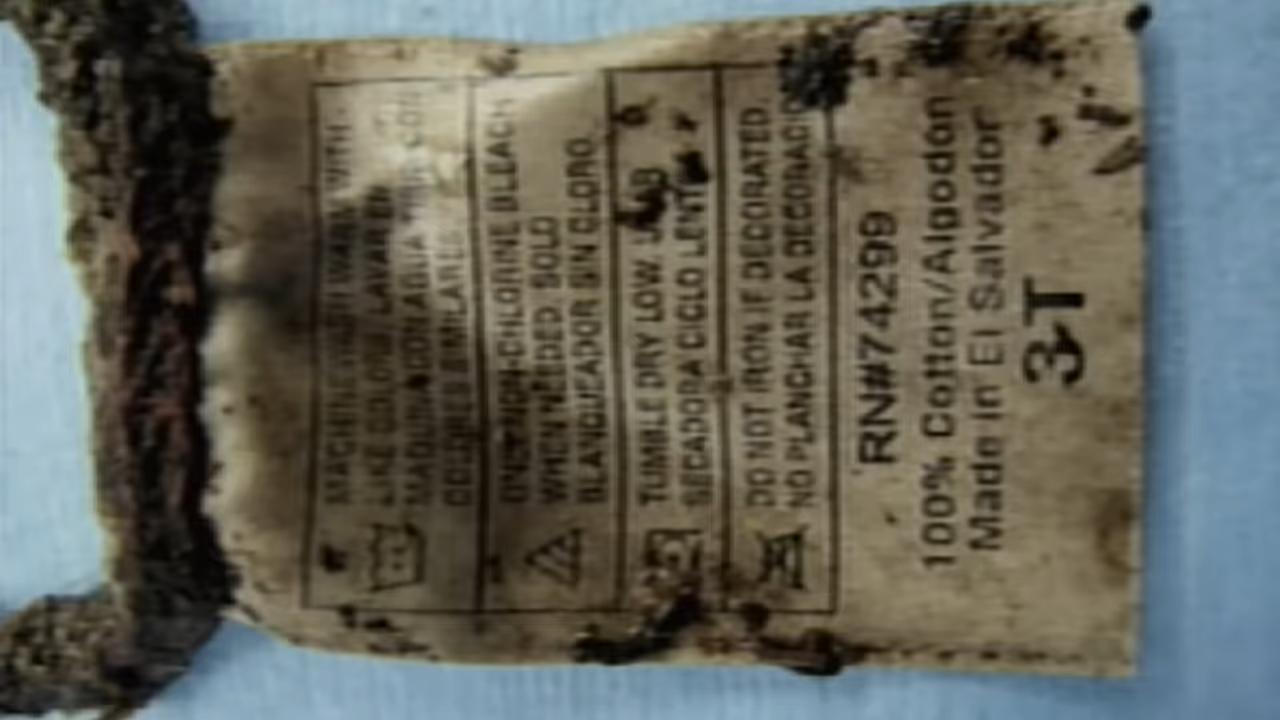 MACHINE WASH WARM WITH
LIKE COLORS LAVAR EN
MAQUINA CON AGUA CON
COLORES SIMILARES
ONLY NON-CHLORINE BLEACH
WHEN NEEDED SOLO
BLANQUEADOR SIN CLORO.
TUMBLE DRY LOW.
SECADORA CICLO LENTO
DO NOT IRON IF DECORATED.
NO PLANCHAR LA DECORACIO
RN#74299
100% Cotton/Algodon
Made in El Salvador
3T